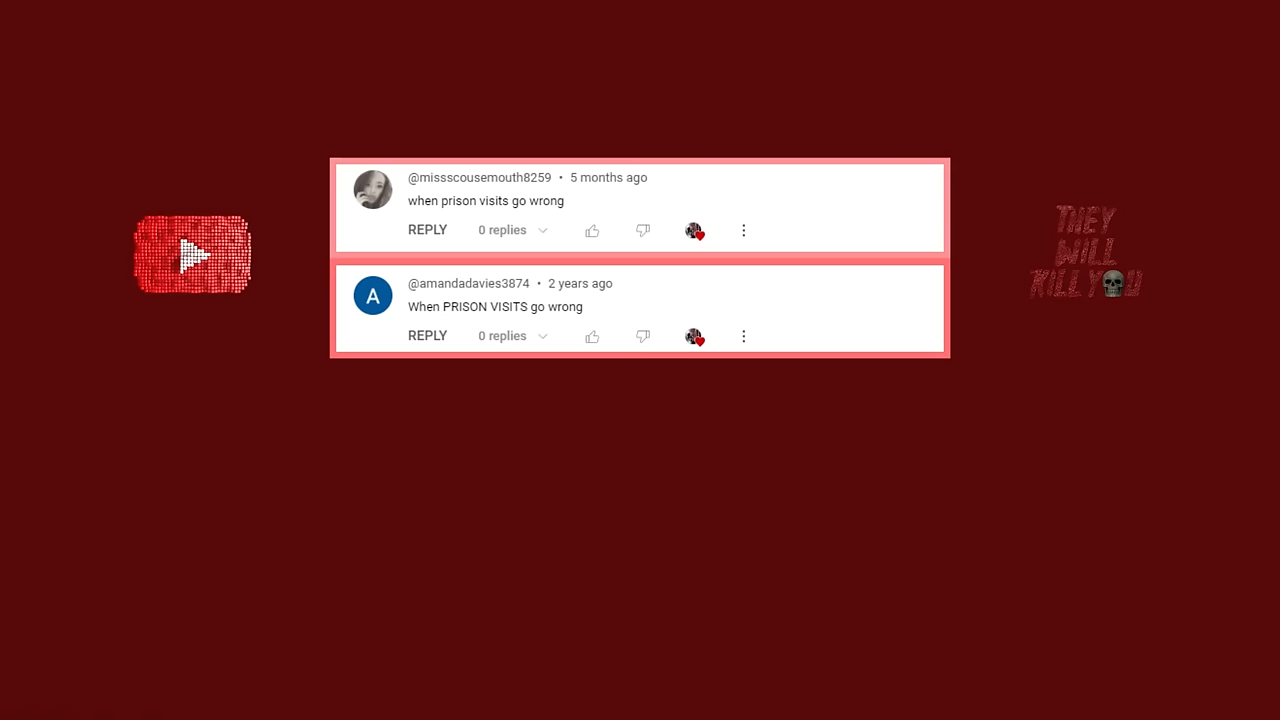 @missscousemouth8259 • 5 months ago
when prison visits go wrong
REPLY 0 replies
A
@amandadavies3874 • 2 years ago
When PRISON VISITS go wrong
REPLY 0 replies
THEY
WILL
KILL YOU